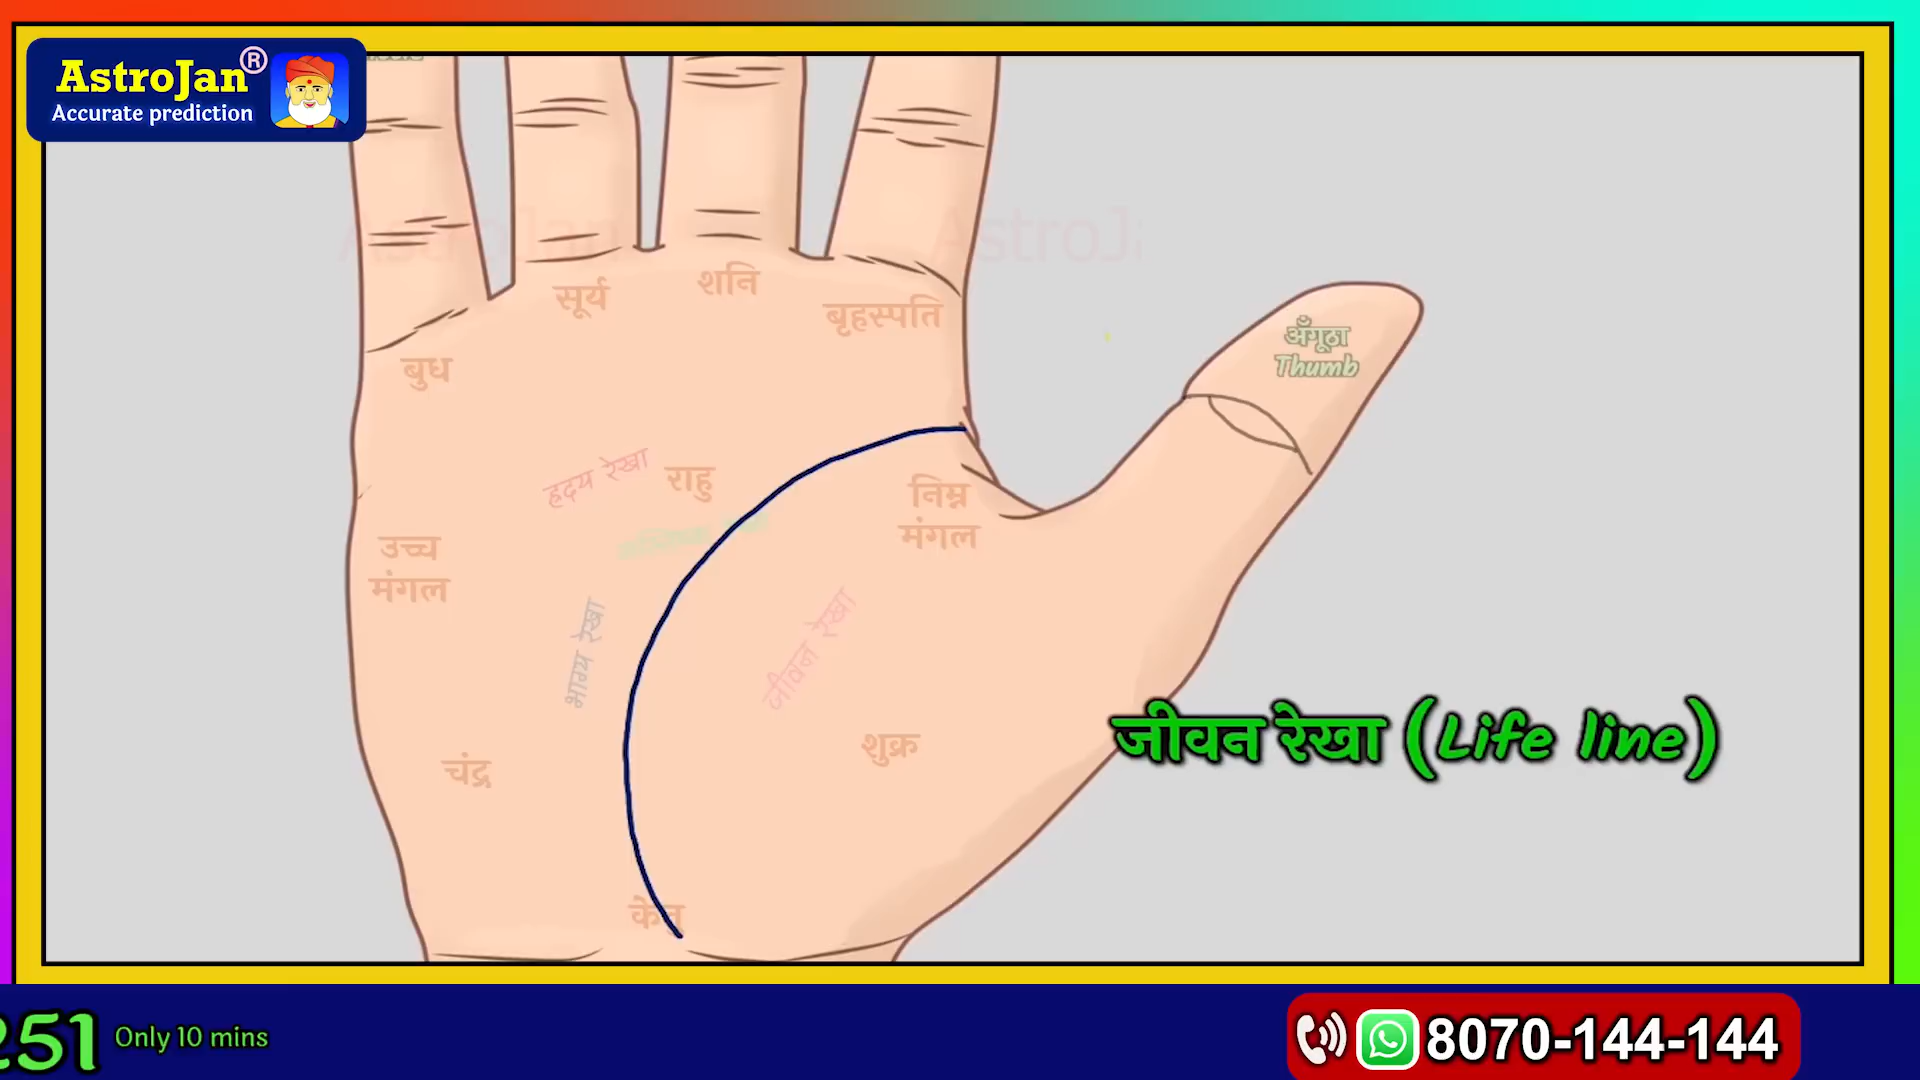 AstroJan®
Accurate prediction
AstroJan
सूर्य
शनि
बृहस्पति
बुध
अँगूठा
Thumb
हृदय रेखा
राहु
निम्न
मंगल
उच्च
मंगल
भाग्य रेखा
जीवन रेखा
शुक्र
चंद्र
जीवन रेखा (Life line)
केतु
251
Only 10 mins
8070-144-144